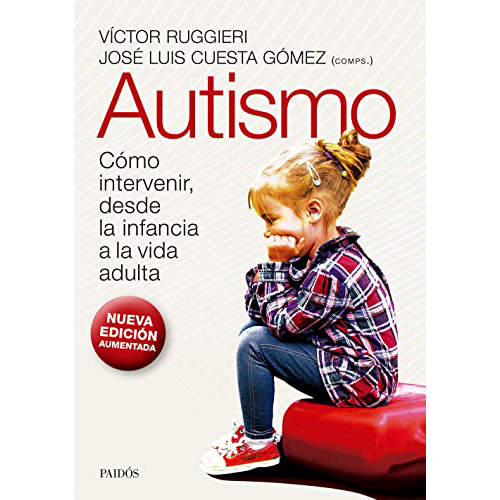 VÍCTOR RUGGIERI
JOSÉ LUIS CUESTA GÓMEZ (COMPS.)
Autismo
Cómo
intervenir,
desde
la infancia
a la vida
adulta
NUEVA
EDICIÓN
AUMENTADA
PAIDÓS